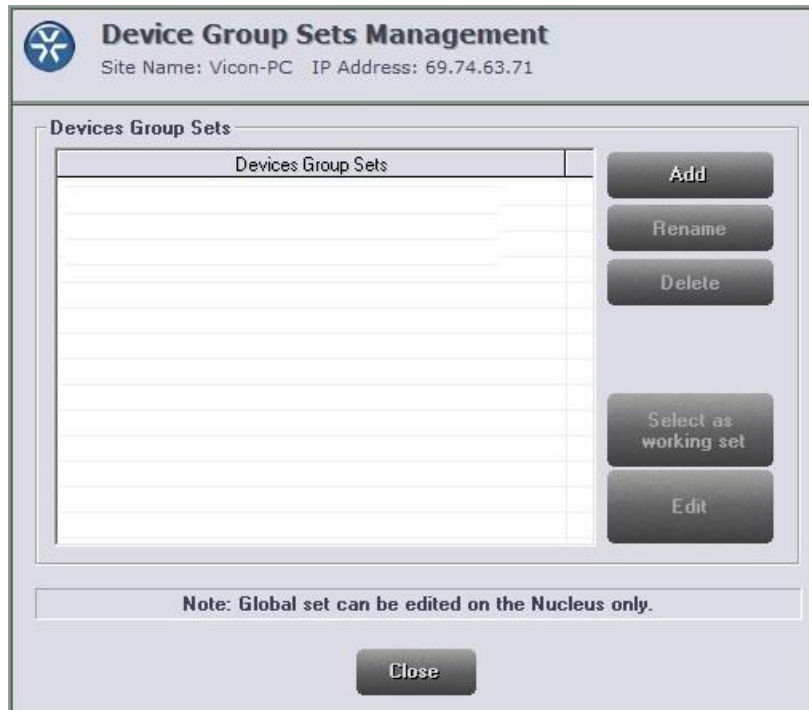 Device Group Sets Management
Site Name: Vicon-PC IP Address: 69.74.63.71
Devices Group Sets
Devices Group Sets
Add
Rename
Delete
Select as
working set
Edit
Note: Global set can be edited on the Nucleus only.
Close